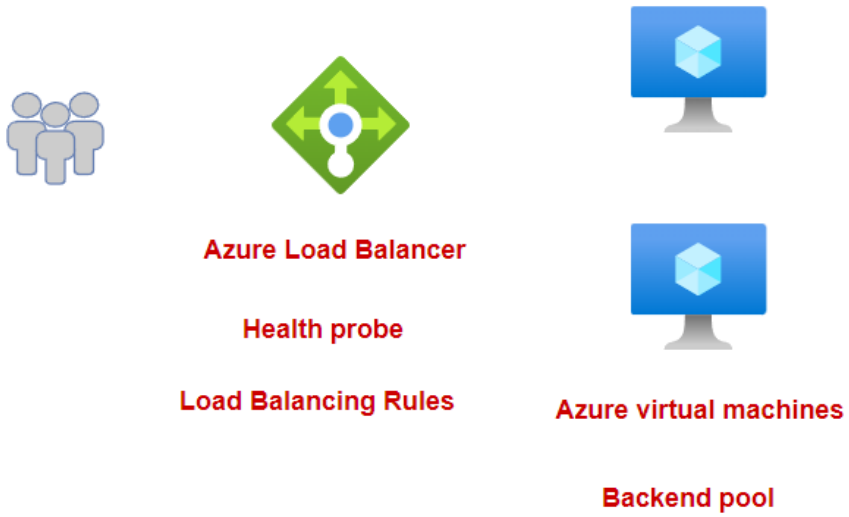 Azure Load Balancer
Health probe
Load Balancing Rules
Azure virtual machines
Backend pool